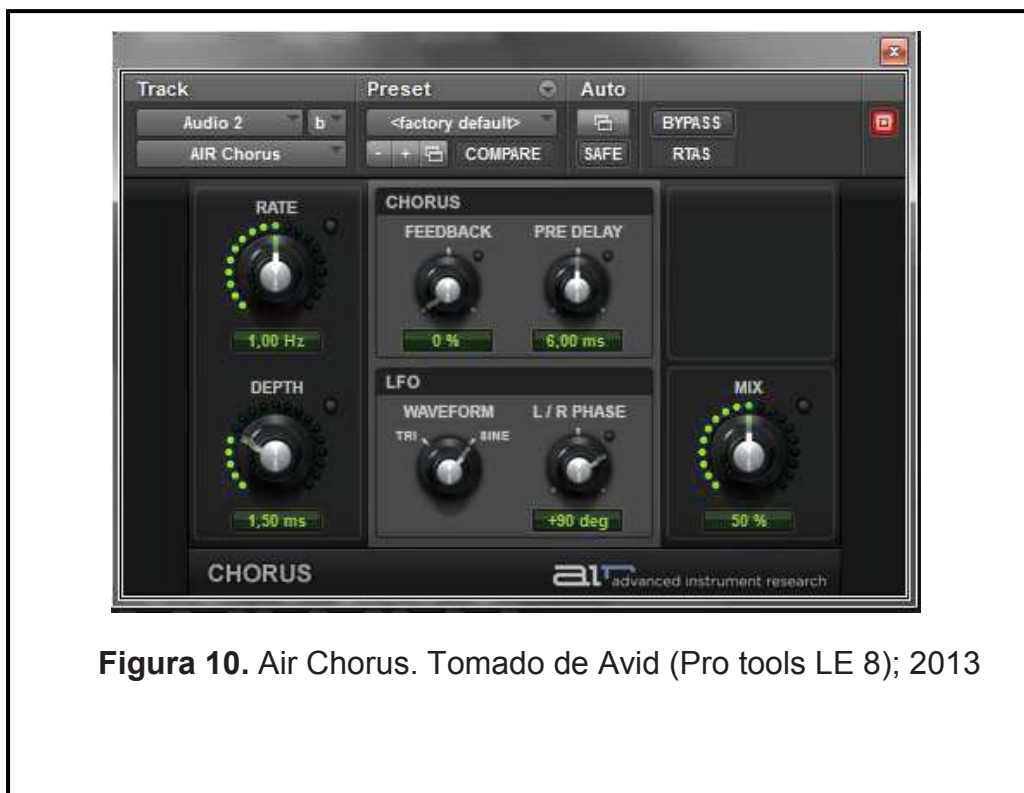 Track Preset Auto
Audio 2 b <factory default> BYPASS
AIR Chorus - + COMPARE SAFE RTAS
RATE
1,00 Hz
DEPTH
1,50 ms
CHORUS
FEEDBACK PRE DELAY
0 % 6,00 ms
LFO
WAVEFORM L / R PHASE
TRI SINE
+90 deg
MIX
50 %
CHORUS
aır advanced instrument research
Figura 10. Air Chorus. Tomado de Avid (Pro tools LE 8); 2013